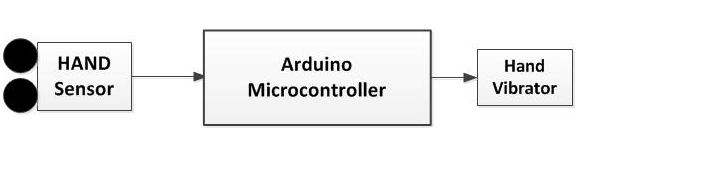 HAND
Sensor
Arduino
Microcontroller
Hand
Vibrator